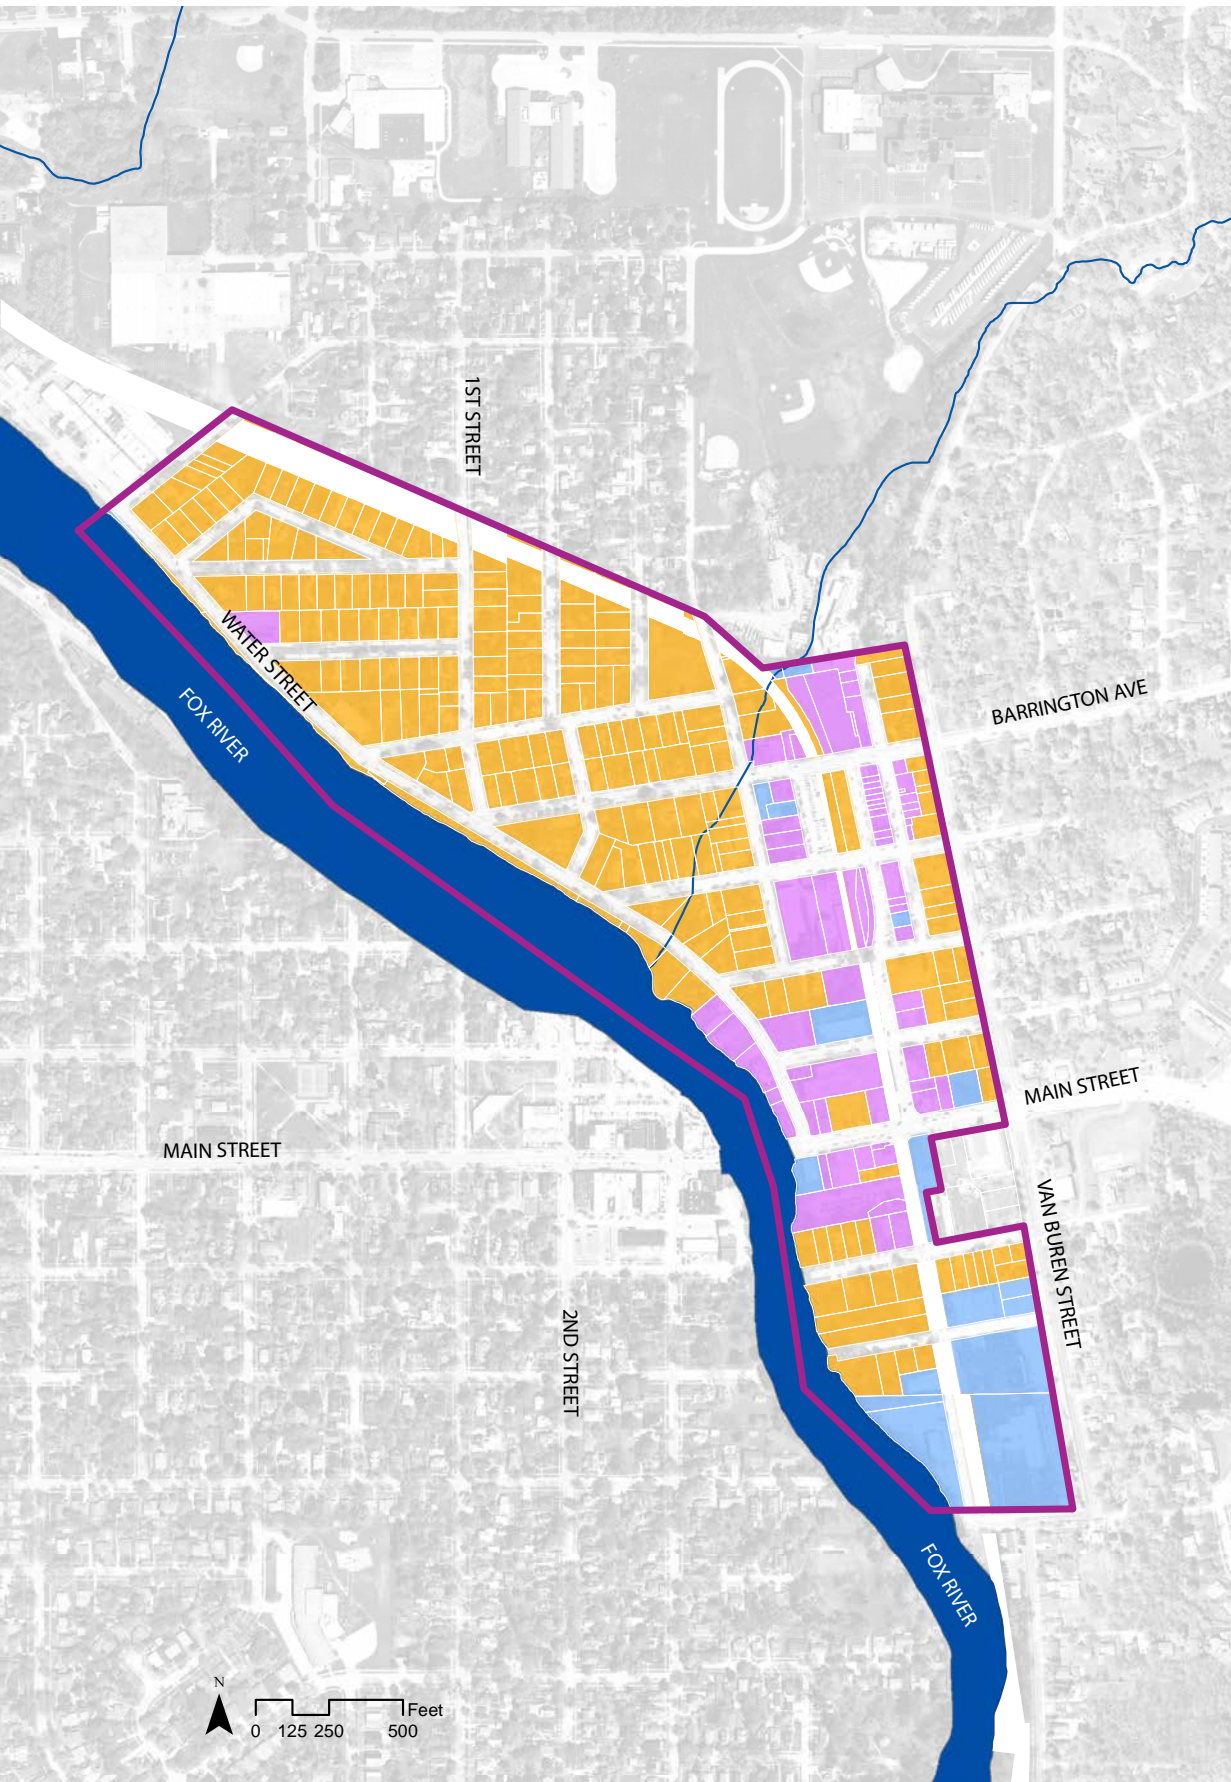 1ST STREET
WATER STREET
FOX RIVER
BARRINGTON AVE
MAIN STREET
MAIN STREET
VAN BUREN STREET
2ND STREET
FOX RIVER
N
Feet
0 125 250 500